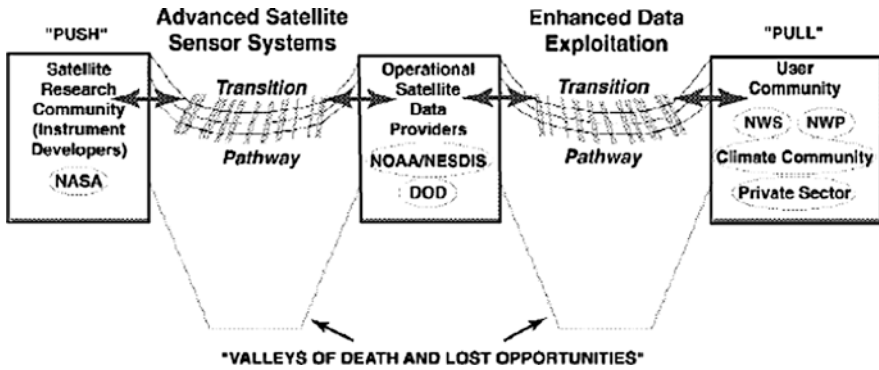 "PUSH"
Advanced Satellite
Sensor Systems
Enhanced Data
Exploitation
"PULL"
Satellite
Research
Community
(Instrument
Developers)
NASA
Transition
Pathway
Operational
Satellite
Data
Providers
NOAA/NESDIS
DOD
Transition
Pathway
User
Community
NWS
NWP
Climate Community
Private Sector
"VALLEYS OF DEATH AND LOST OPPORTUNITIES"